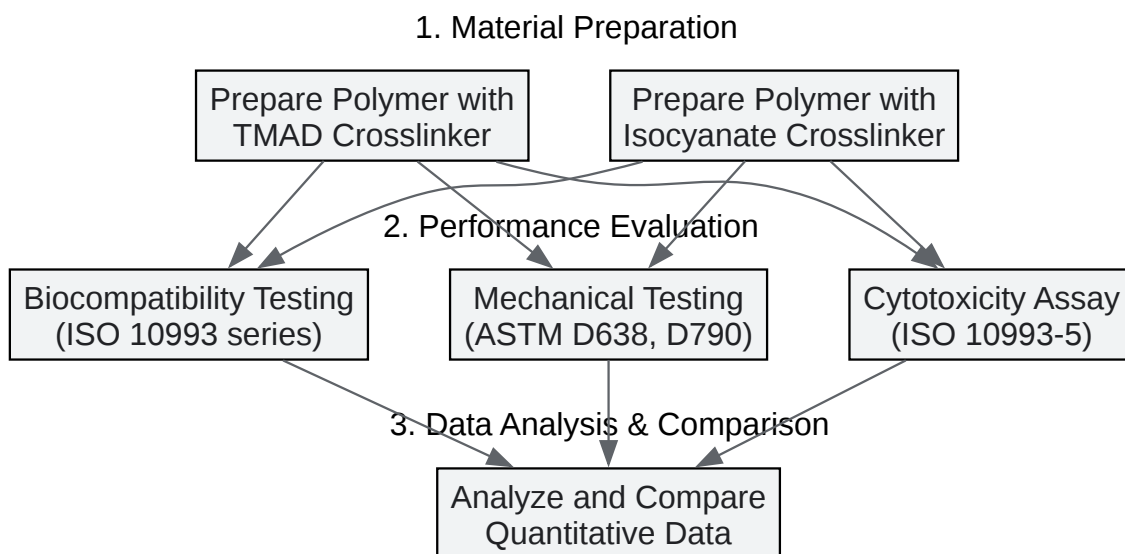 1. Material Preparation
Prepare Polymer with
TMAD Crosslinker
Prepare Polymer with
Isocyanate Crosslinker
2. Performance Evaluation
Biocompatibility Testing
(ISO 10993 series)
Mechanical Testing
(ASTM D638, D790)
Cytotoxicity Assay
(ISO 10993-5)
3. Data Analysis & Comparison
Analyze and Compare
Quantitative Data